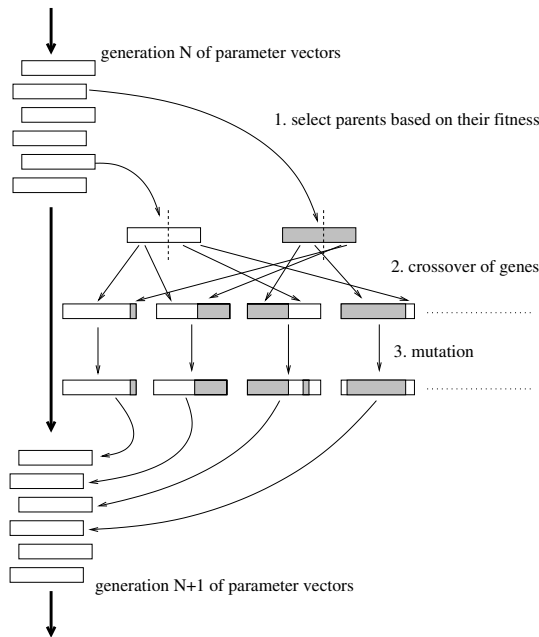 generation N of parameter vectors
1. select parents based on their fitness
2. crossover of genes
3. mutation
generation N+1 of parameter vectors